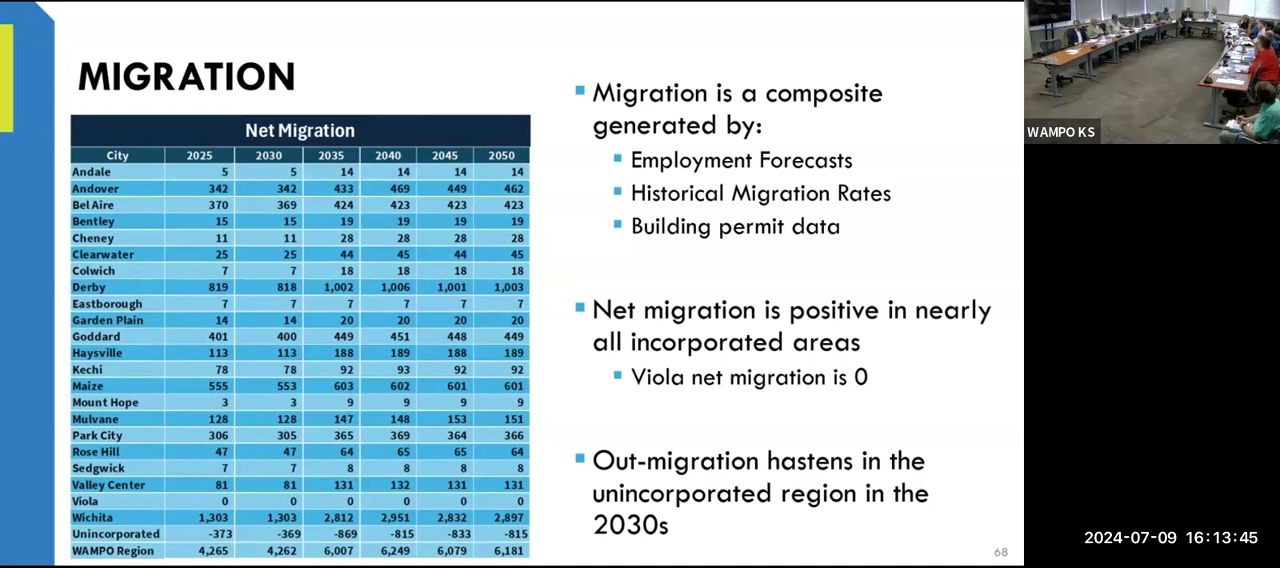 MIGRATION
Net Migration
City 2025 2030 2035 2040 2045 2050
Andale 5 5 14 14 14 14
Andover 342 342 433 469 449 462
Bel Aire 370 369 424 423 423 423
Bentley 15 15 19 19 19 19
Cheney 11 11 28 28 28 28
Clearwater 25 25 44 45 44 45
Colwich 7 7 18 18 18 18
Derby 819 818 1,002 1,006 1,001 1,003
Eastborough 7 7 7 7 7 7
Garden Plain 14 14 20 20 20 20
Goddard 401 400 449 451 448 449
Haysville 113 113 188 189 188 189
Kechi 78 78 92 93 92 92
Maize 555 553 603 602 601 601
Mount Hope 3 3 9 9 9 9
Mulvane 128 128 147 148 153 151
Park City 306 305 365 369 364 366
Rose Hill 47 47 64 65 65 64
Sedgwick 7 7 8 8 8 8
Valley Center 81 81 131 132 131 131
Viola 0 0 0 0 0 0
Wichita 1,303 1,303 2,812 2,951 2,832 2,897
Unincorporated -373 -369 -869 -815 -833 -815
WAMPO Region 4,265 4,262 6,007 6,249 6,079 6,181
Migration is a composite
generated by:
Employment Forecasts
Historical Migration Rates
Building permit data
Net migration is positive in nearly
all incorporated areas
Viola net migration is 0
Out-migration hastens in the
unincorporated region in the
2030s
68
WAMPO KS
2024-07-09 16:13:45